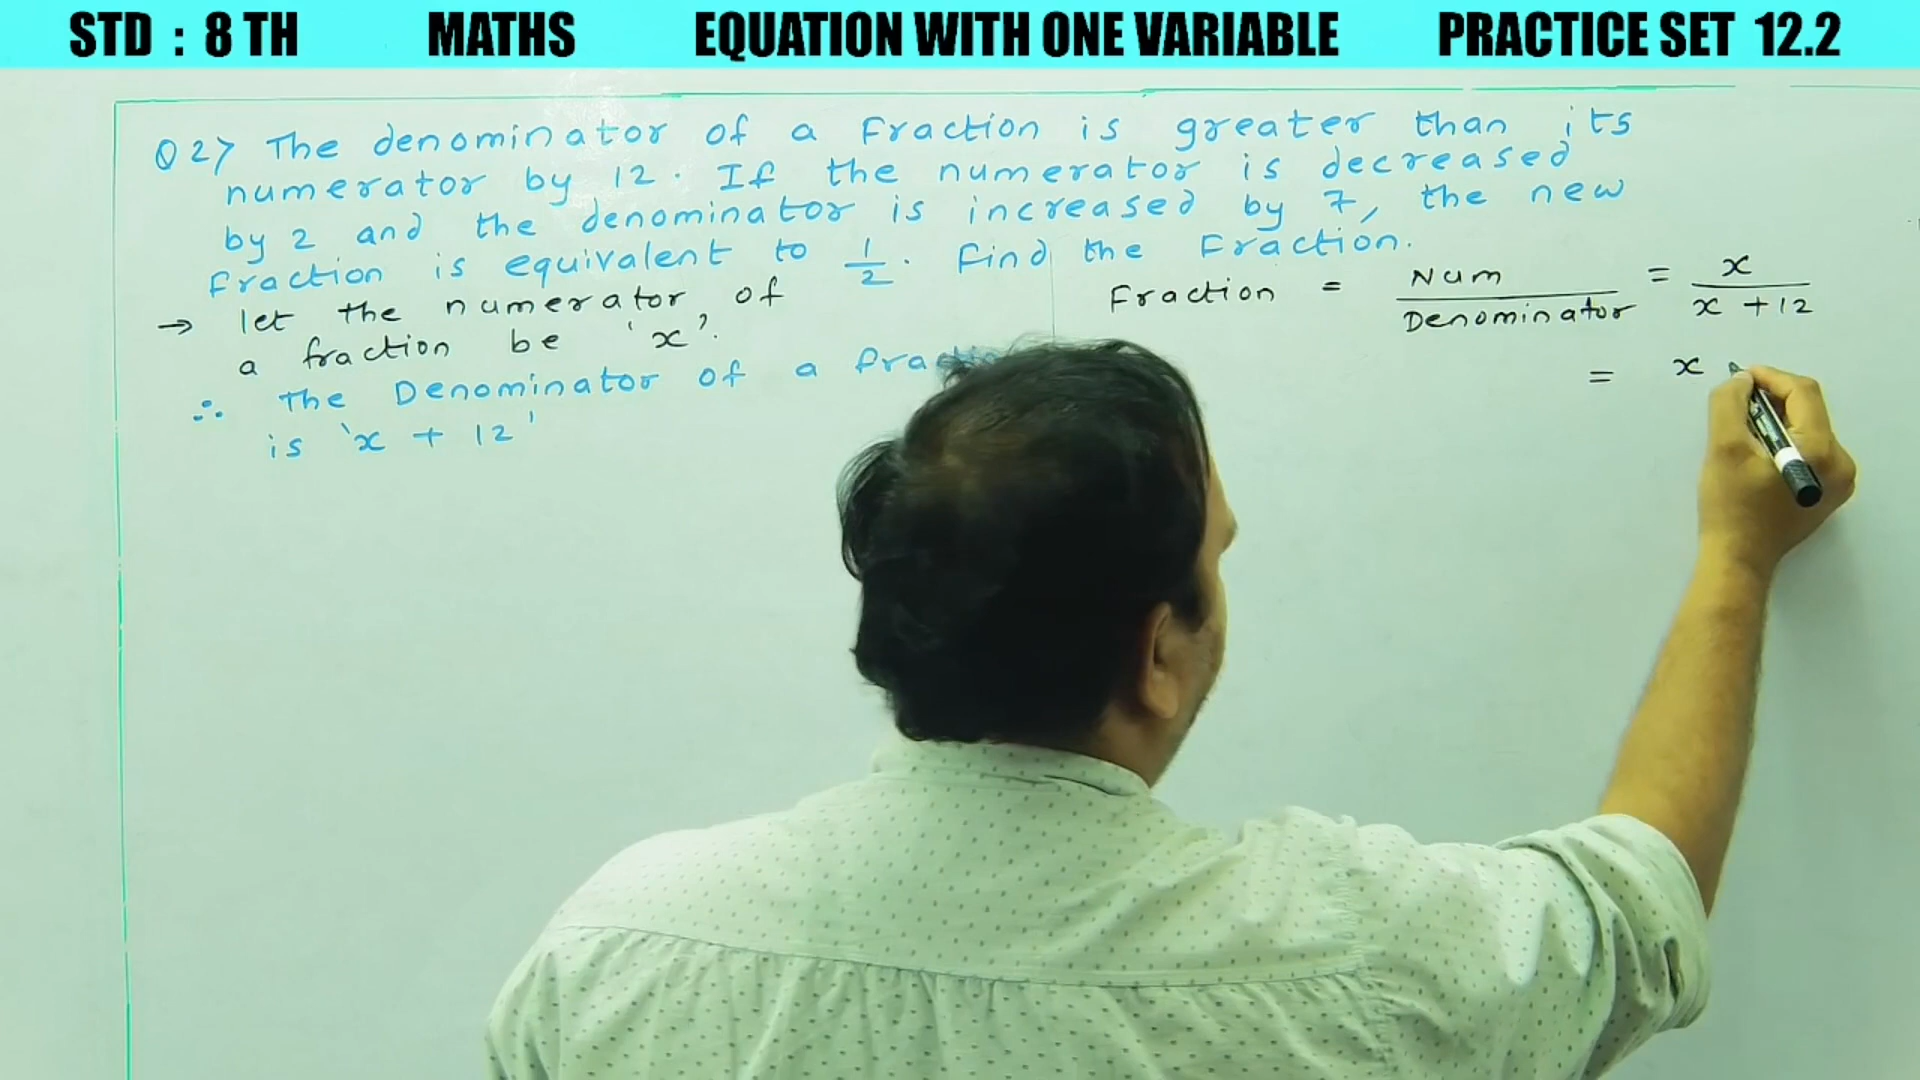 STD : 8 TH MATHS EQUATION WITH ONE VARIABLE PRACTICE SET 12.2
Q 2) The denominator of a Fraction is greater than its
numerator by 12. If the numerator is decreased
by 2 and the denominator is increased by 7, the new
fraction is equivalent to 1/2. Find the Fraction.
→ let the numerator of
a fraction be 'x'.
∴ The Denominator of a
is 'x + 12'
Fraction = Num / Denominator = x / x + 12
= x